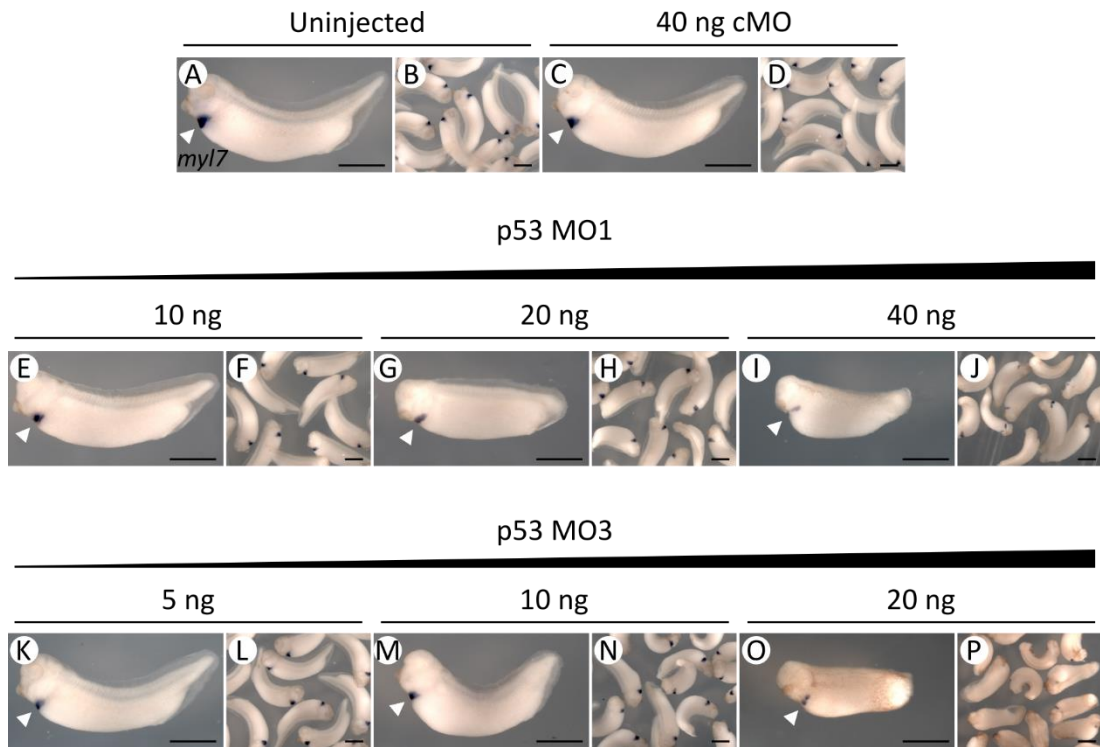 Uninjected 40 ng cMO
A B C D
myl7
p53 MO1
10 ng 20 ng 40 ng
E F G H I J
p53 MO3
5 ng 10 ng 20 ng
K L M N O P